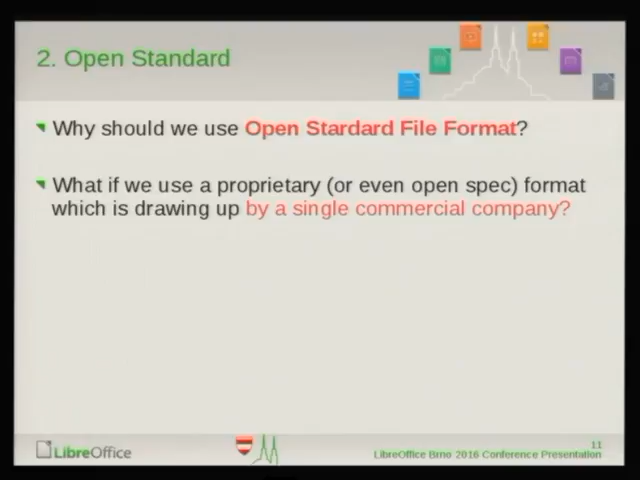 2. Open Standard
Why should we use Open Stardard File Format?
What if we use a proprietary (or even open spec) format
which is drawing up by a single commercial company?
LibreOffice
11
LibreOffice Brno 2016 Conference Presentation